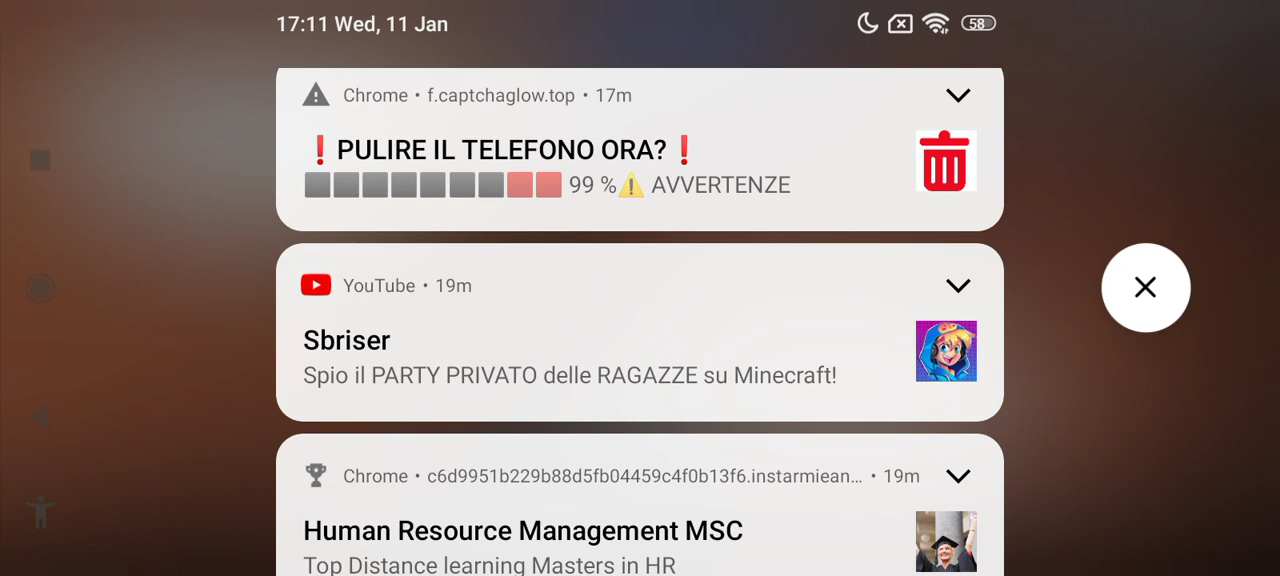 17:11 Wed, 11 Jan
58
Chrome • f.captchaglow.top • 17m
❗PULIRE IL TELEFONO ORA?❗
99 %⚠️ AVVERTENZE
YouTube • 19m
Sbriser
Spio il PARTY PRIVATO delle RAGAZZE su Minecraft!
Chrome • c6d9951b229b88d5fb04459c4f0b13f6.instarmiean… • 19m
Human Resource Management MSC
Top Distance learning Masters in HR